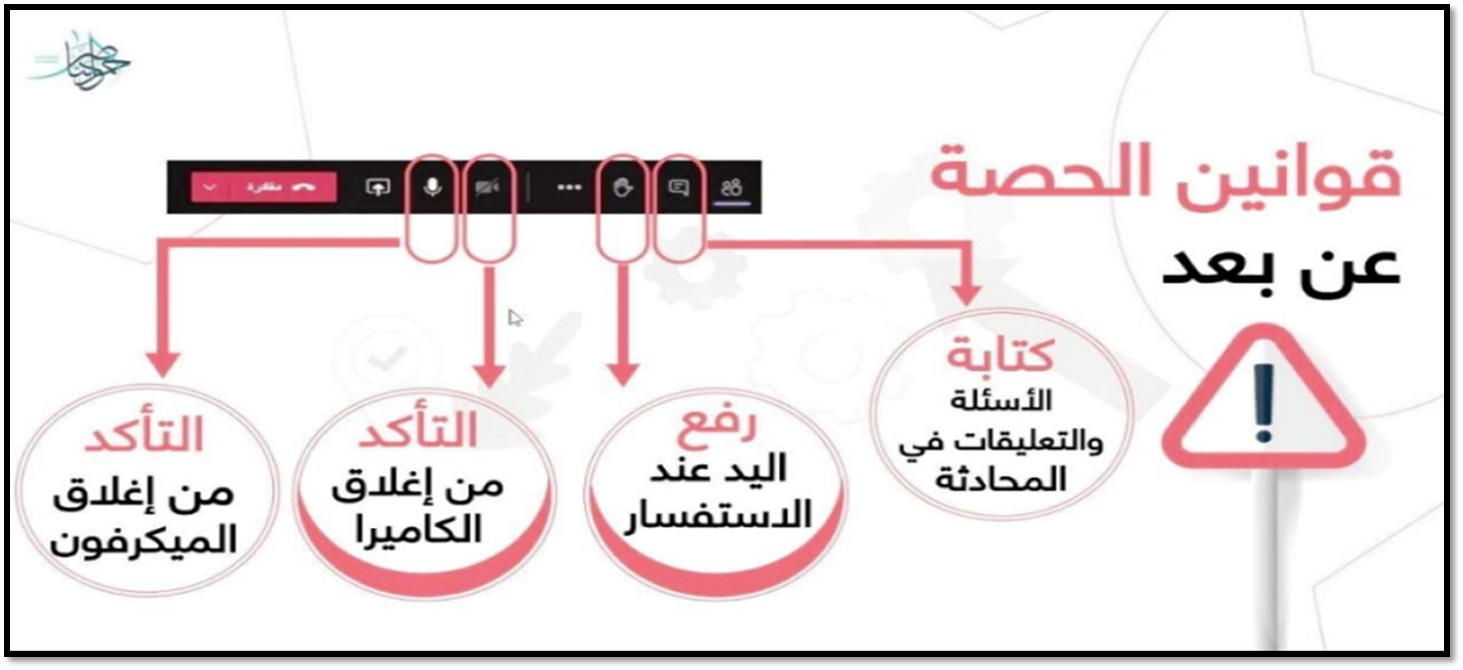 قوانين الحصة
عن بعد
مغادرة
كتابة
الأسئلة
والتعليقات في
المحادثة
رفع
اليد عند
الاستفسار
التأكد
من إغلاق
الكاميرا
التأكد
من إغلاق
الميكرفون